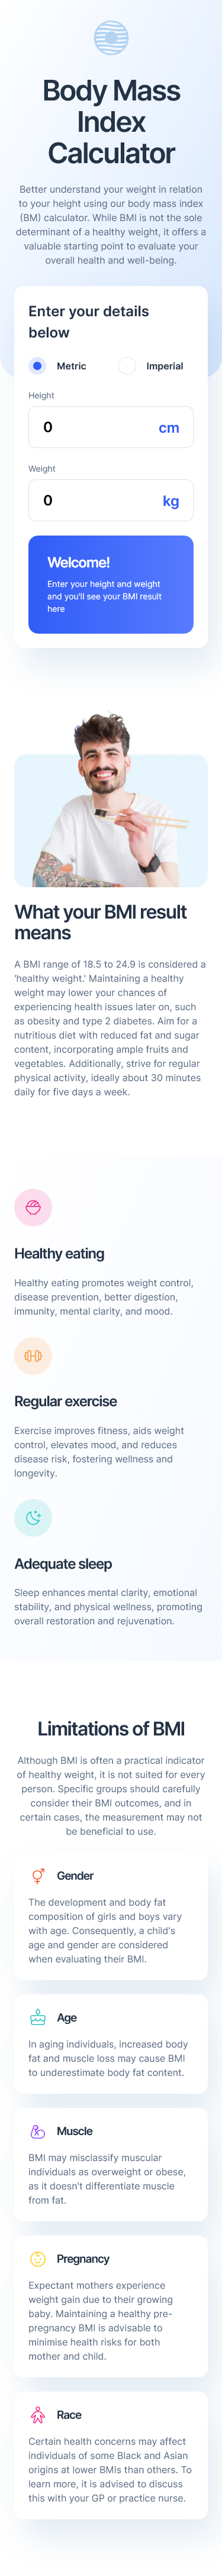 Body Mass
Index
Calculator
Better understand your weight in relation
to your height using our body mass index
(BM) calculator. While BMI is not the sole
determinant of a healthy weight, it offers a
valuable starting point to evaluate your
overall health and well-being.
Enter your details
below
Metric
Imperial
Height
0 cm
Weight
0 kg
Welcome!
Enter your height and weight
and you'll see your BMI result
here
What your BMI result
means
A BMI range of 18.5 to 24.9 is considered a
'healthy weight.' Maintaining a healthy
weight may lower your chances of
experiencing health issues later on, such
as obesity and type 2 diabetes. Aim for a
nutritious diet with reduced fat and sugar
content, incorporating ample fruits and
vegetables. Additionally, strive for regular
physical activity, ideally about 30 minutes
daily for five days a week.
Healthy eating
Healthy eating promotes weight control,
disease prevention, better digestion,
immunity, mental clarity, and mood.
Regular exercise
Exercise improves fitness, aids weight
control, elevates mood, and reduces
disease risk, fostering wellness and
longevity.
Adequate sleep
Sleep enhances mental clarity, emotional
stability, and physical wellness, promoting
overall restoration and rejuvenation.
Limitations of BMI
Although BMI is often a practical indicator
of healthy weight, it is not suited for every
person. Specific groups should carefully
consider their BMI outcomes, and in
certain cases, the measurement may not
be beneficial to use.
Gender
The development and body fat
composition of girls and boys vary
with age. Consequently, a child's
age and gender are considered
when evaluating their BMI.
Age
In aging individuals, increased body
fat and muscle loss may cause BMI
to underestimate body fat content.
Muscle
BMI may misclassify muscular
individuals as overweight or obese,
as it doesn't differentiate muscle
from fat.
Pregnancy
Expectant mothers experience
weight gain due to their growing
baby. Maintaining a healthy pre-
pregnancy BMI is advisable to
minimise health risks for both
mother and child.
Race
Certain health concerns may affect
individuals of some Black and Asian
origins at lower BMIs than others. To
learn more, it is advised to discuss
this with your GP or practice nurse.